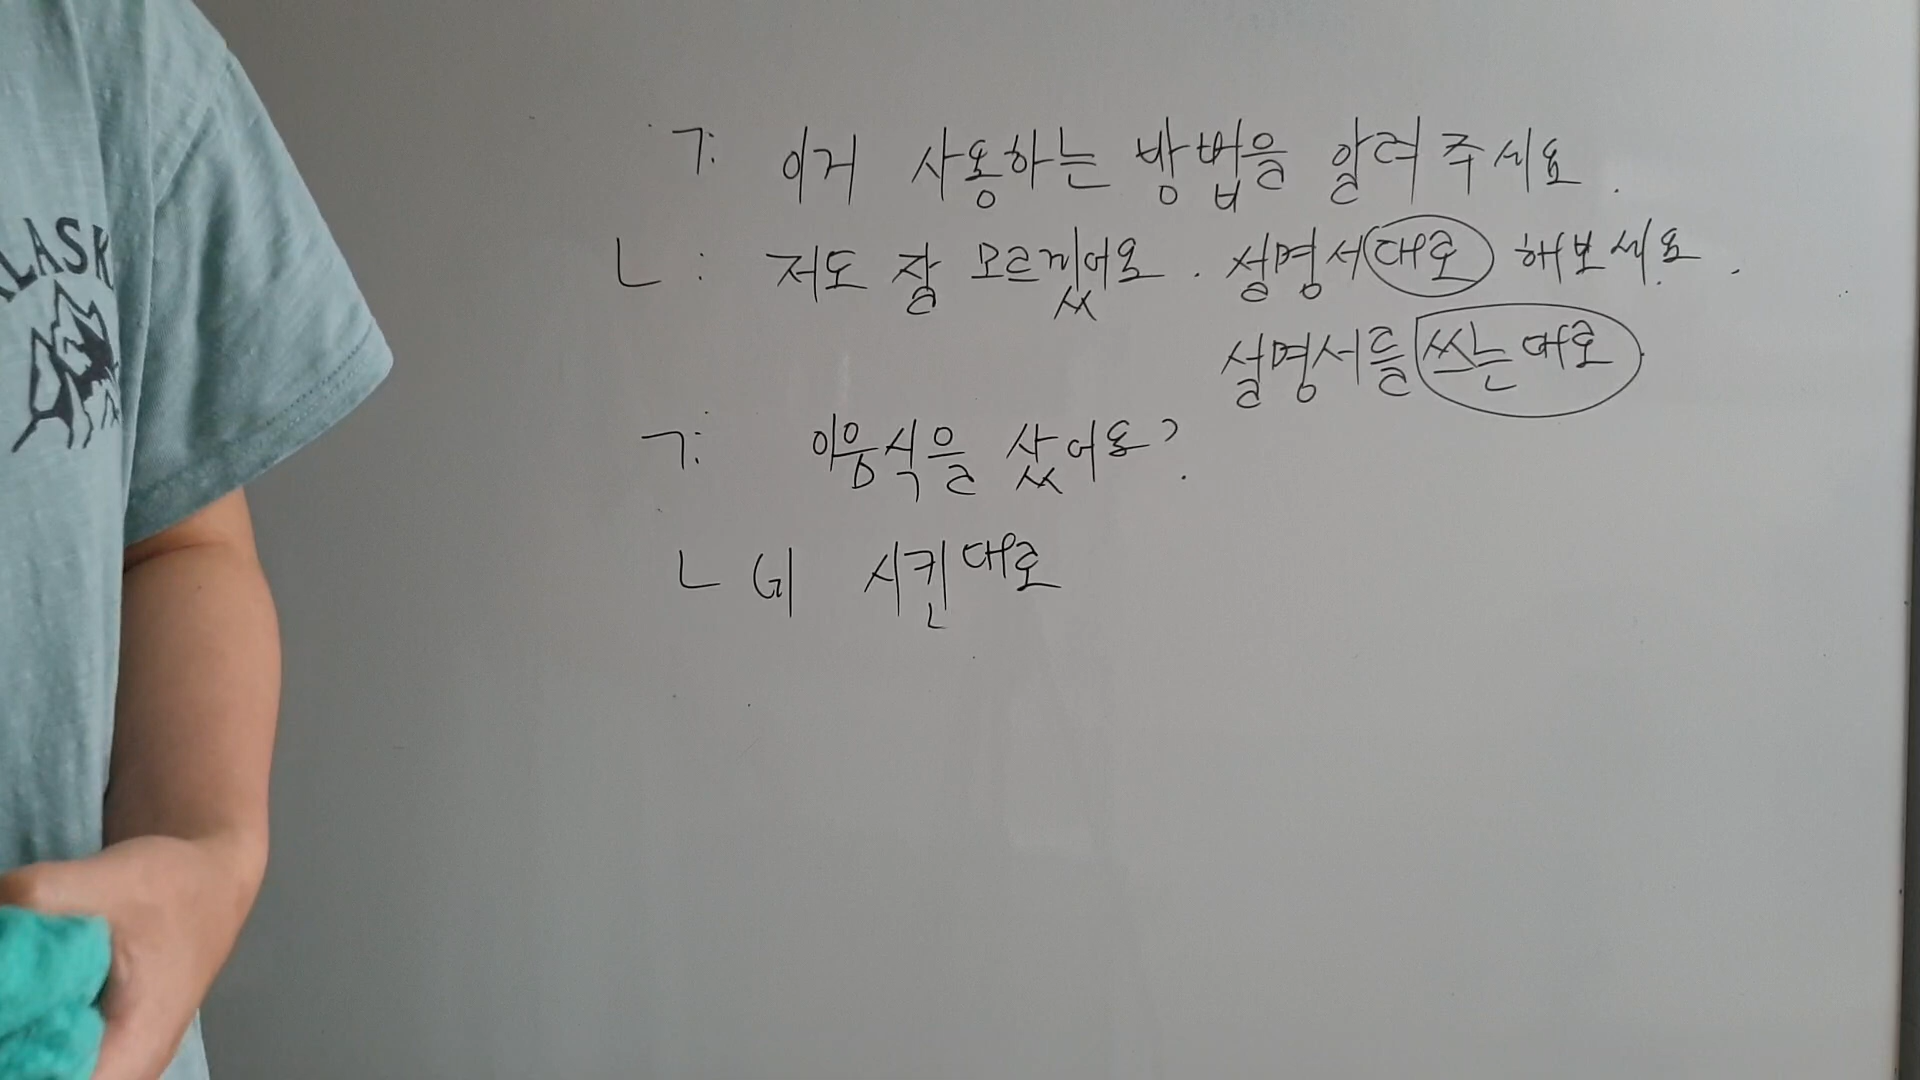 ALASK
ㄱ: 이거 사용하는 방법을 알려 주세요.
ㄴ: 저도 잘 모르겠어요. 설명서대로 해보세요.
설명서를 쓰는대로
ㄱ: 이음식을 샀어요?
ㄴ 네 시킨대로